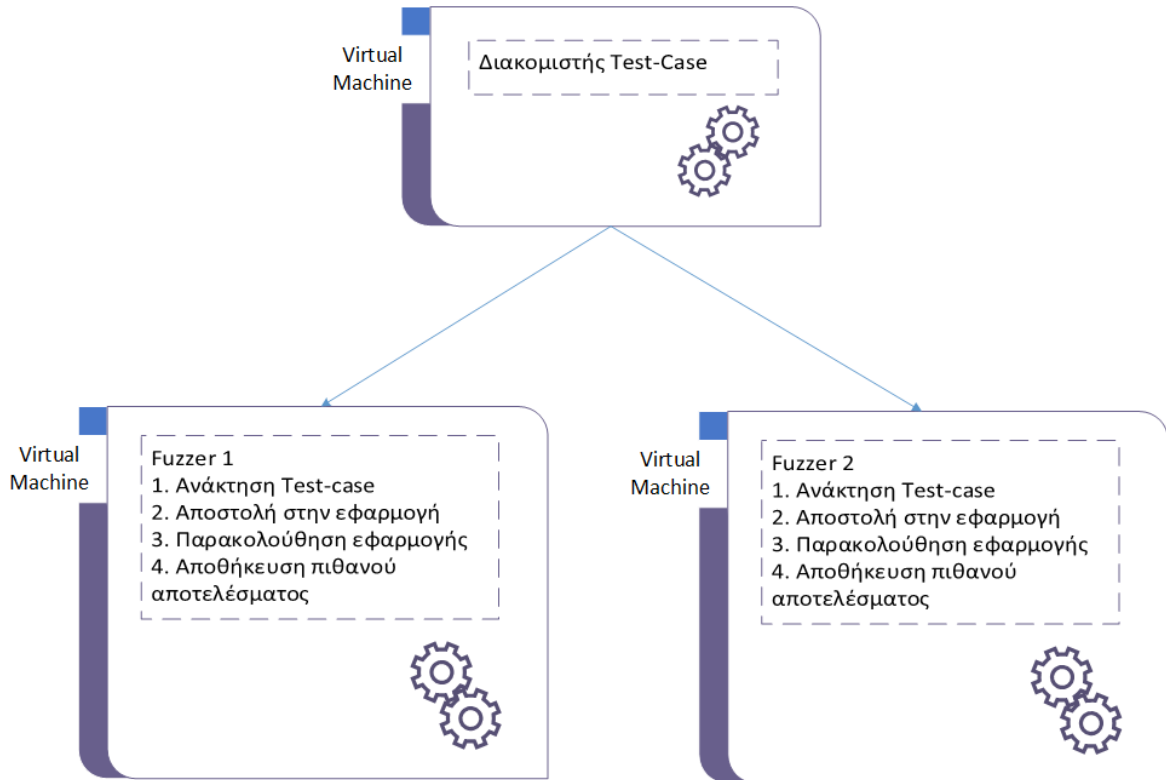 Virtual
Machine
Διακομιστής Test-Case
Virtual
Machine
Fuzzer 1
1. Ανάκτηση Test-case
2. Αποστολή στην εφαρμογή
3. Παρακολούθηση εφαρμογής
4. Αποθήκευση πιθανού
αποτελέσματος
Virtual
Machine
Fuzzer 2
1. Ανάκτηση Test-case
2. Αποστολή στην εφαρμογή
3. Παρακολούθηση εφαρμογής
4. Αποθήκευση πιθανού
αποτελέσματος